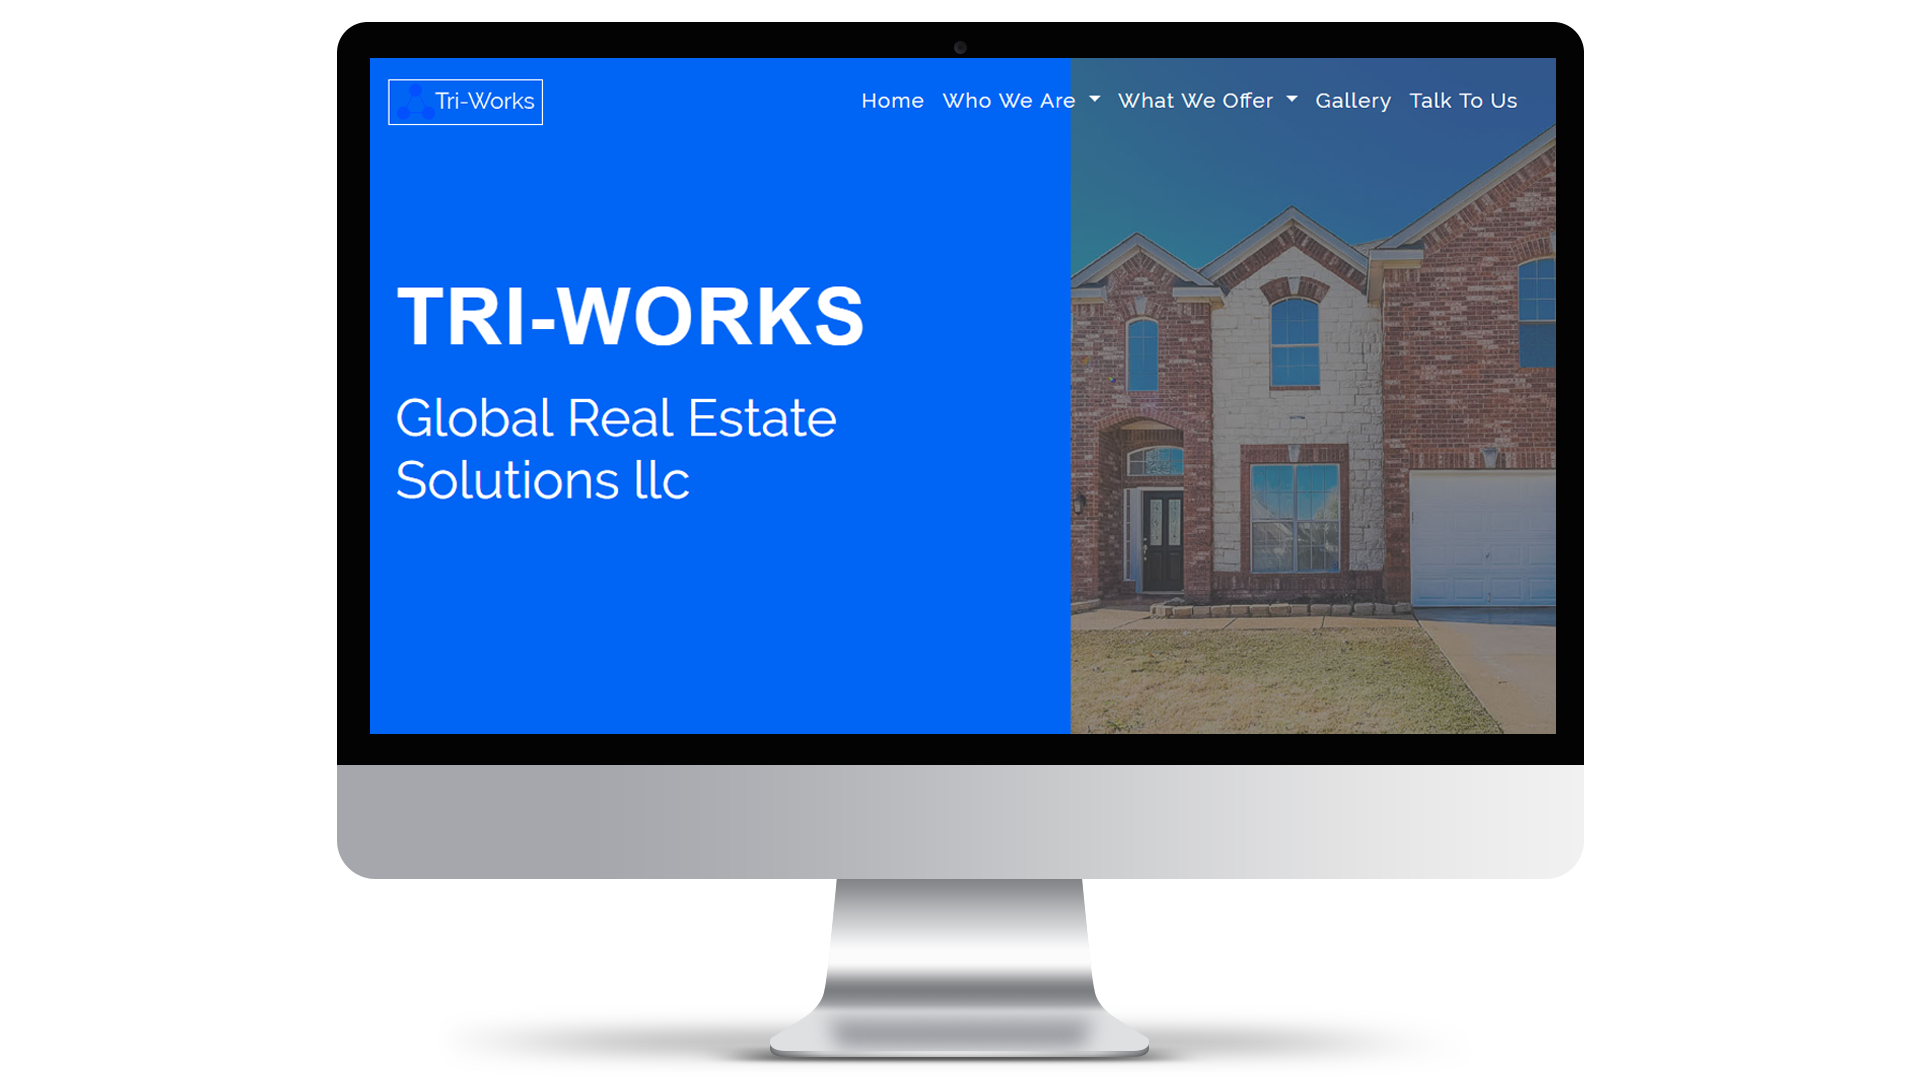 Tri-Works
Home Who We Are What We Offer Gallery Talk To Us
TRI-WORKS
Global Real Estate
Solutions llc